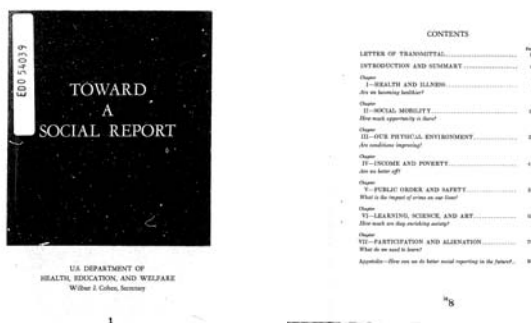 ED0 54039
TOWARD
A
SOCIAL REPORT
U.S. DEPARTMENT OF
HEALTH, EDUCATION, AND WELFARE
Wilbur J. Cohen, Secretary
1
CONTENTS
LETTER OF TRANSMITTAL
INTRODUCTION AND SUMMARY
Chapter
I—HEALTH AND ILLNESS
Are we becoming healthier?
Chapter
II—SOCIAL MOBILITY
How much opportunity is there?
Chapter
III—OUR PHYSICAL ENVIRONMENT
Are conditions improving?
Chapter
IV—INCOME AND POVERTY
Are we better off?
Chapter
V—PUBLIC ORDER AND SAFETY
What is the impact of crime on our lives?
Chapter
VI—LEARNING, SCIENCE, AND ART
How much are they enriching society?
Chapter
VII—PARTICIPATION AND ALIENATION
What do we need to learn?
Appendix—How can we do better social reporting in the future?
8